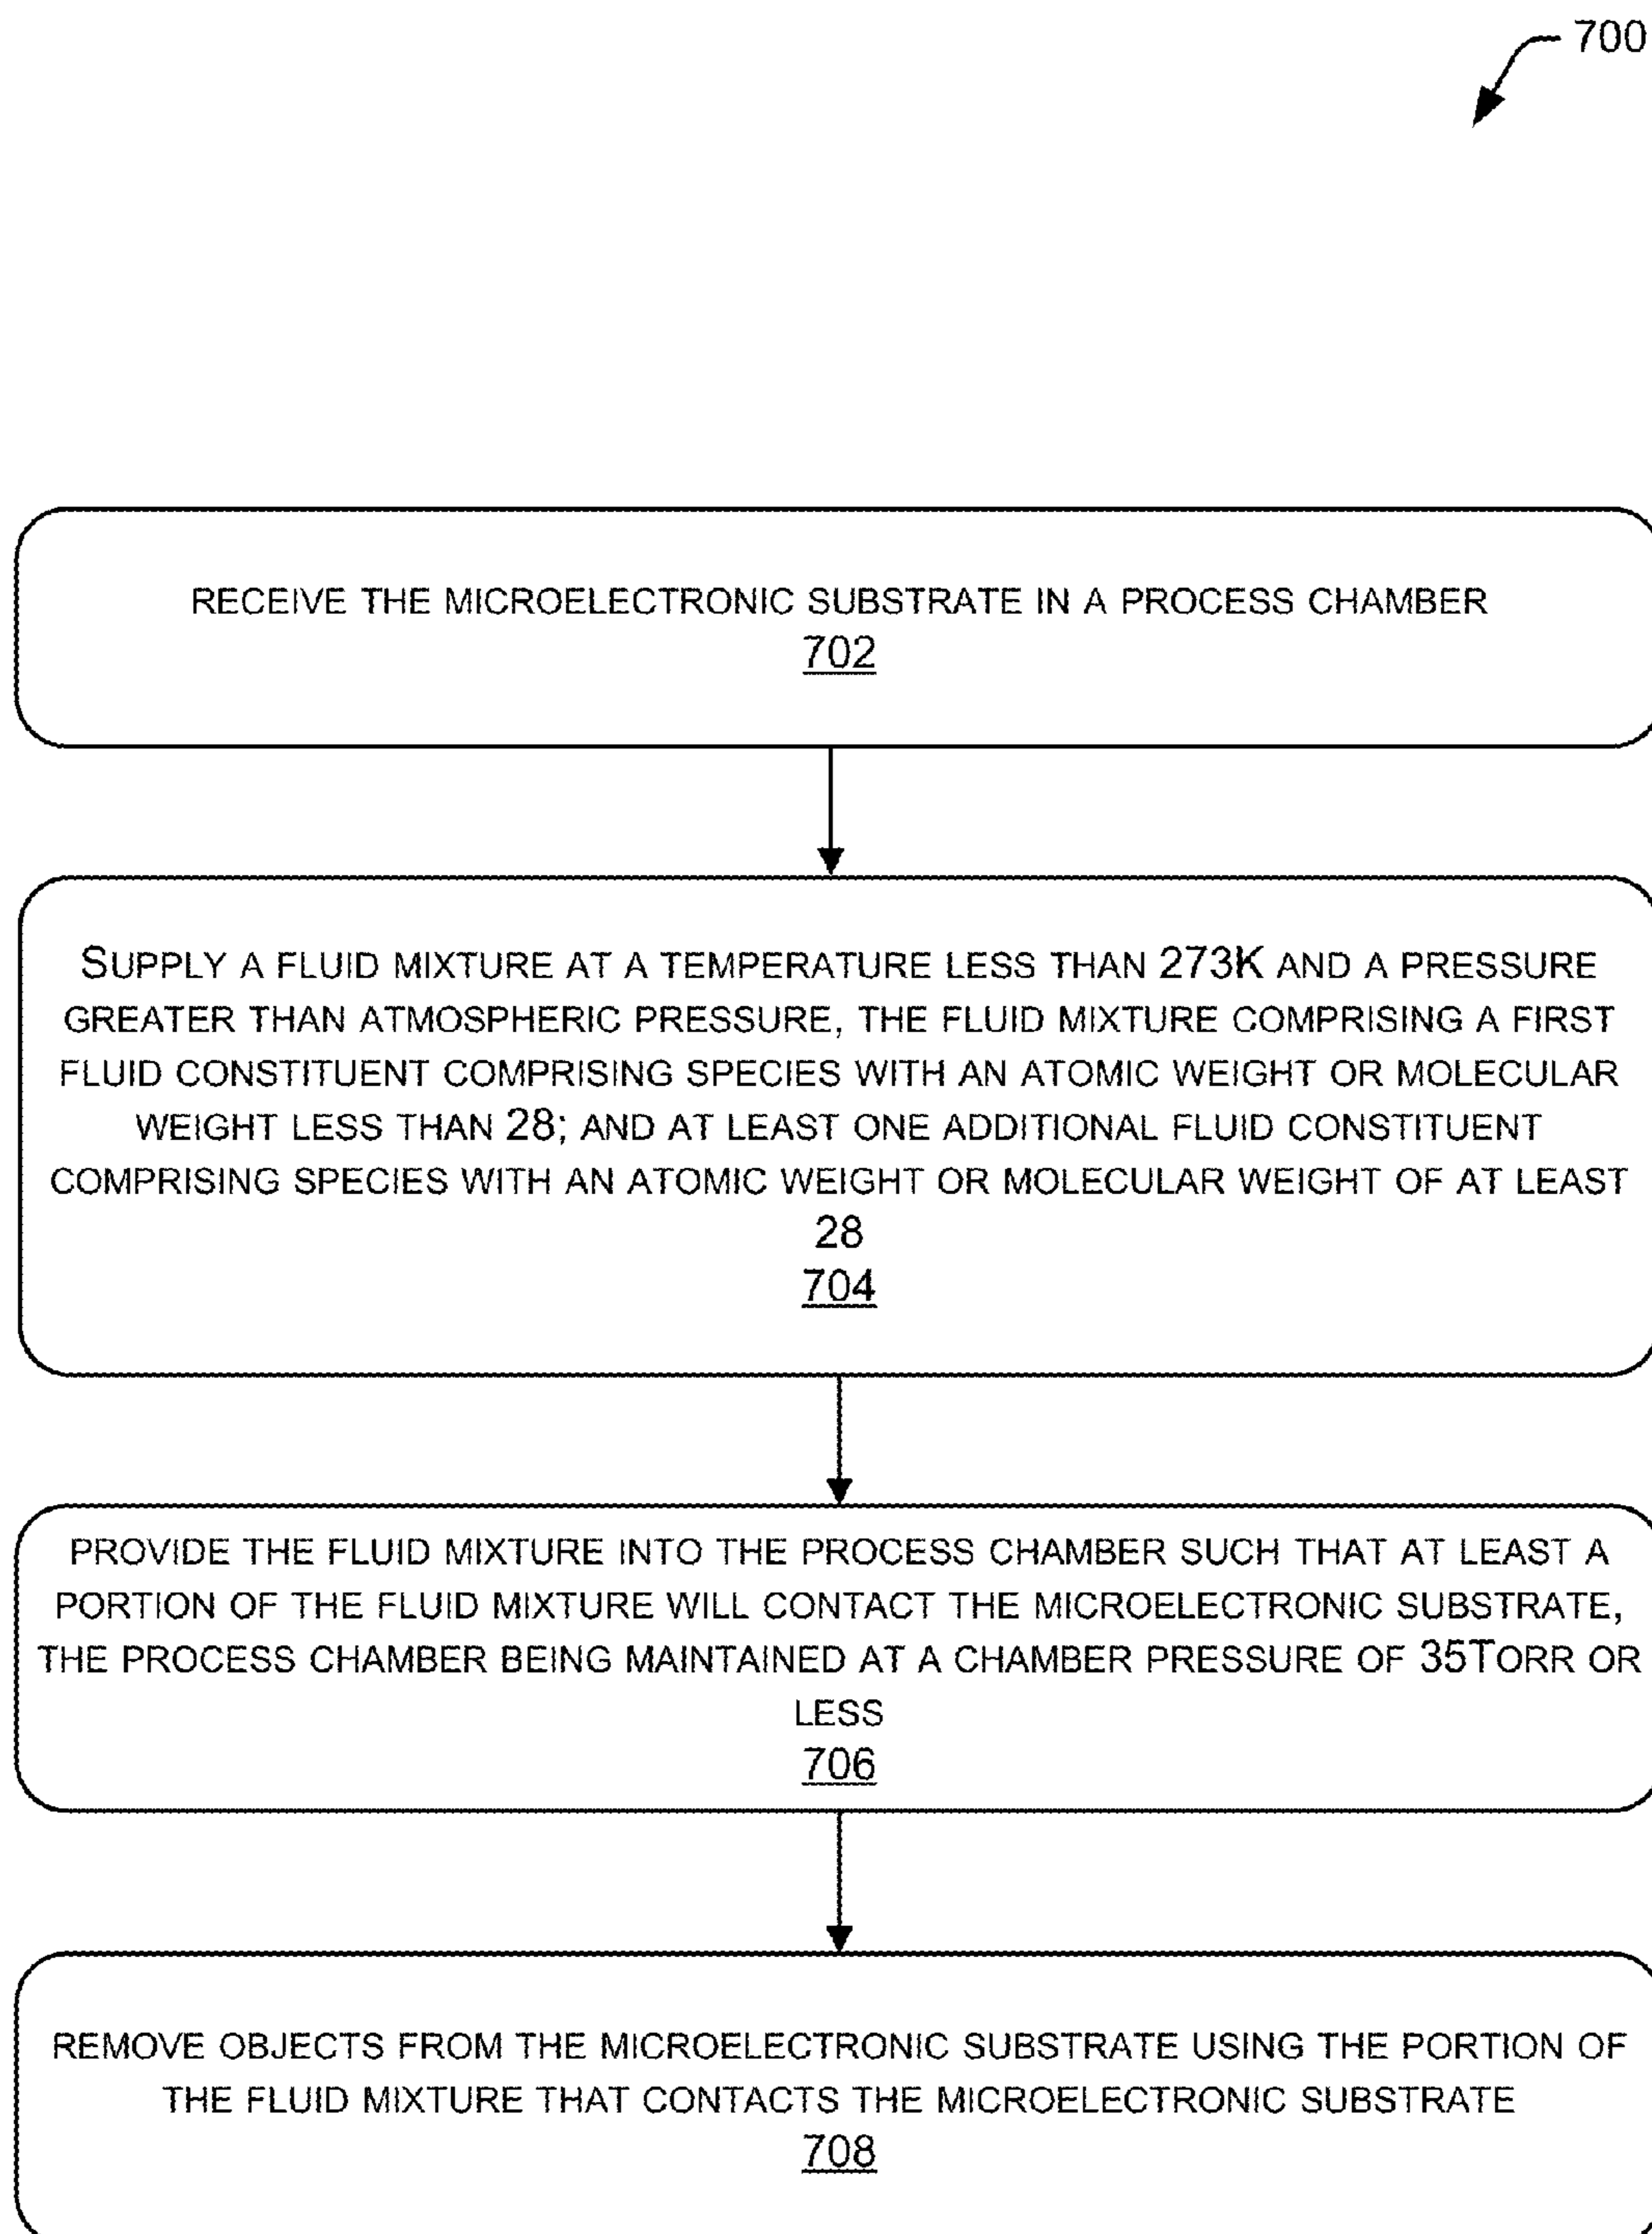 700
RECEIVE THE MICROELECTRONIC SUBSTRATE IN A PROCESS CHAMBER
702
SUPPLY A FLUID MIXTURE AT A TEMPERATURE LESS THAN 273K AND A PRESSURE
GREATER THAN ATMOSPHERIC PRESSURE, THE FLUID MIXTURE COMPRISING A FIRST
FLUID CONSTITUENT COMPRISING SPECIES WITH AN ATOMIC WEIGHT OR MOLECULAR
WEIGHT LESS THAN 28; AND AT LEAST ONE ADDITIONAL FLUID CONSTITUENT
COMPRISING SPECIES WITH AN ATOMIC WEIGHT OR MOLECULAR WEIGHT OF AT LEAST
28
704
PROVIDE THE FLUID MIXTURE INTO THE PROCESS CHAMBER SUCH THAT AT LEAST A
PORTION OF THE FLUID MIXTURE WILL CONTACT THE MICROELECTRONIC SUBSTRATE,
THE PROCESS CHAMBER BEING MAINTAINED AT A CHAMBER PRESSURE OF 35TORR OR
LESS
706
REMOVE OBJECTS FROM THE MICROELECTRONIC SUBSTRATE USING THE PORTION OF
THE FLUID MIXTURE THAT CONTACTS THE MICROELECTRONIC SUBSTRATE
708